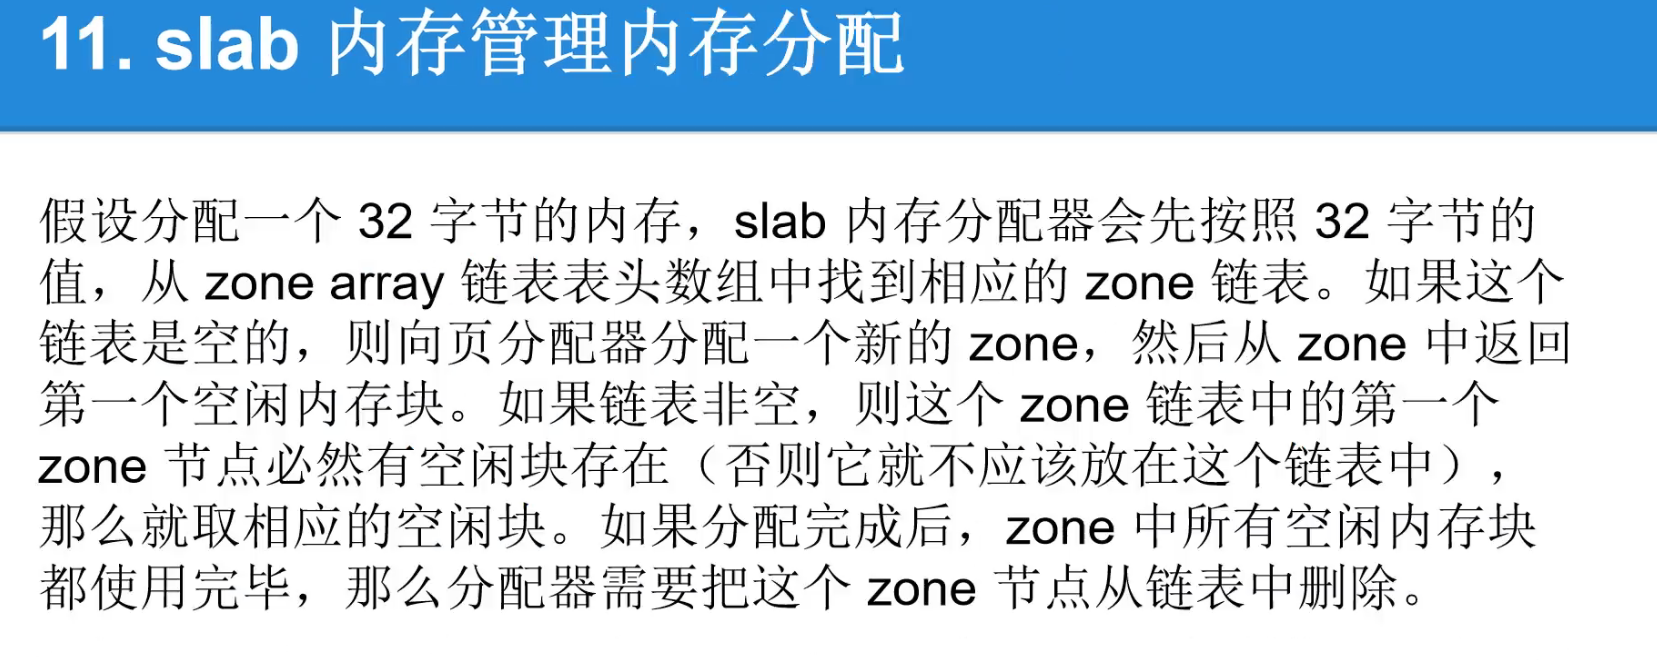 11. slab 内存管理内存分配
假设分配一个 32 字节的内存，slab 内存分配器会先按照 32 字节的
值，从 zone array 链表表头数组中找到相应的 zone 链表。如果这个
链表是空的，则向页分配器分配一个新的 zone，然后从 zone 中返回
第一个空闲内存块。如果链表非空，则这个 zone 链表中的第一个
zone 节点必然有空闲块存在（否则它就不应该放在这个链表中），
那么就取相应的空闲块。如果分配完成后，zone 中所有空闲内存块
都使用完毕，那么分配器需要把这个 zone 节点从链表中删除。